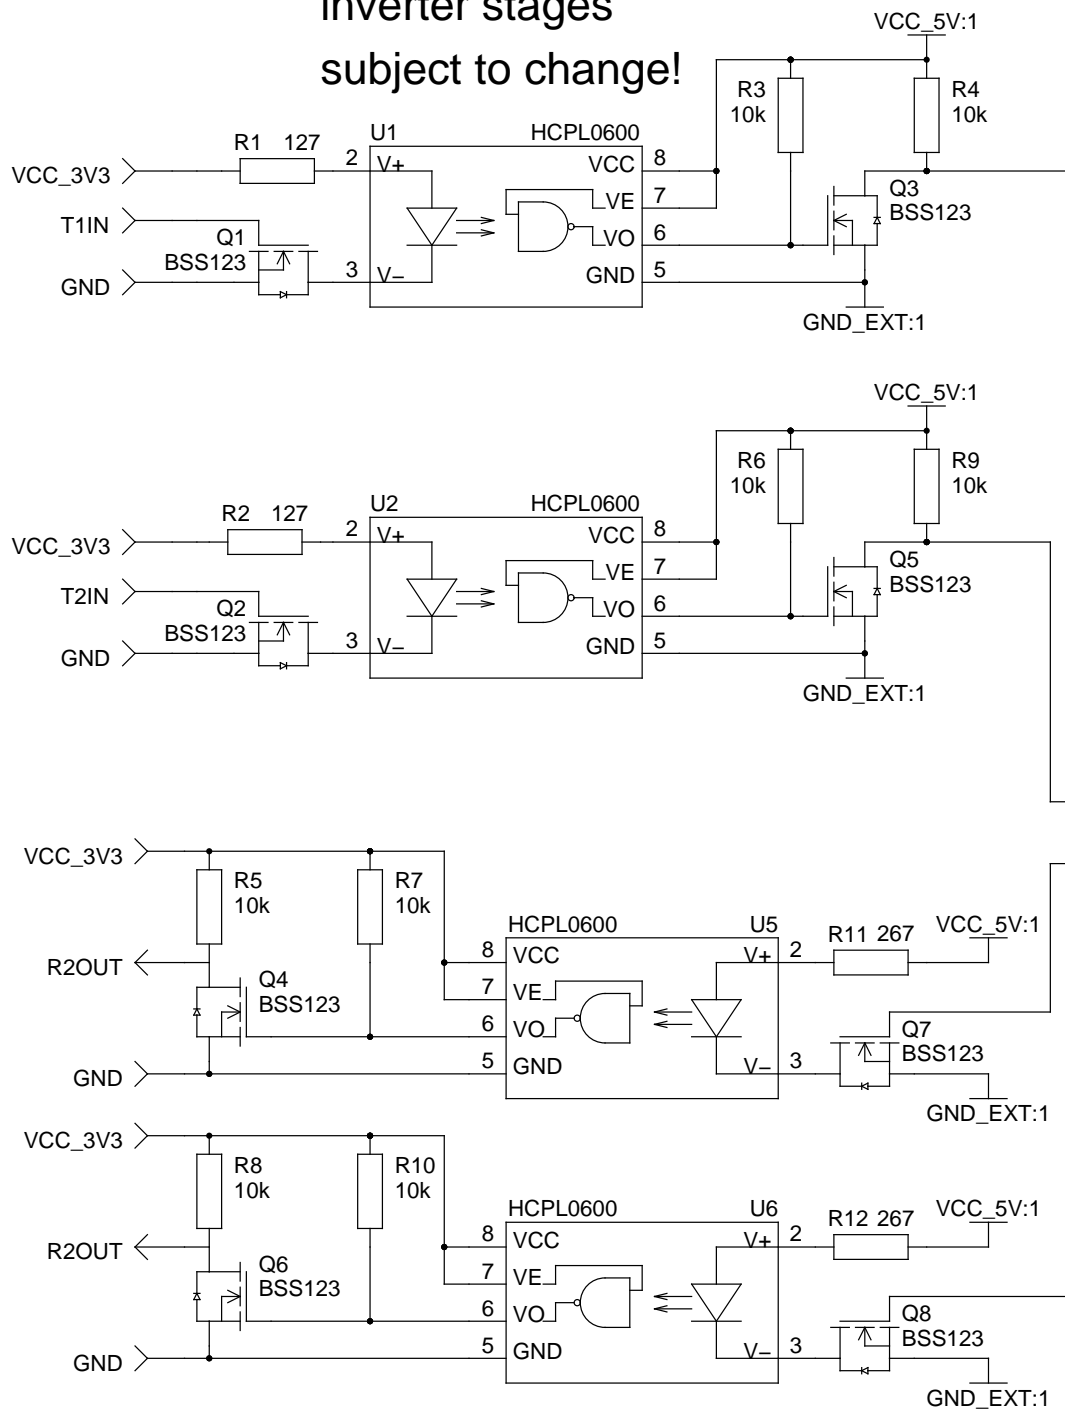 inverter stages
subject to change!
VCC_5V:1
R3
10k
R4
10k
U1
HCPL0600
R1 127
VCC_3V3
2
V+
VCC
8
VE
7
T1IN
Q1
BSS123
VO
6
Q3
BSS123
GND
3
V−
GND
5
GND_EXT:1
VCC_5V:1
R6
10k
R9
10k
U2
HCPL0600
R2 127
VCC_3V3
2
V+
VCC
8
VE
7
T2IN
Q2
BSS123
VO
6
Q5
BSS123
GND
3
V−
GND
5
GND_EXT:1
VCC_3V3
R5
10k
R7
10k
HCPL0600
U5
R11 267
VCC_5V:1
R2OUT
8
VCC
V+
2
Q4
BSS123
7
VE
6
VO
Q7
BSS123
GND
5
GND
V−
3
GND_EXT:1
VCC_3V3
R8
10k
R10
10k
HCPL0600
U6
R12 267
VCC_5V:1
R2OUT
8
VCC
V+
2
Q6
BSS123
7
VE
6
VO
Q8
BSS123
GND
5
GND
V−
3
GND_EXT:1